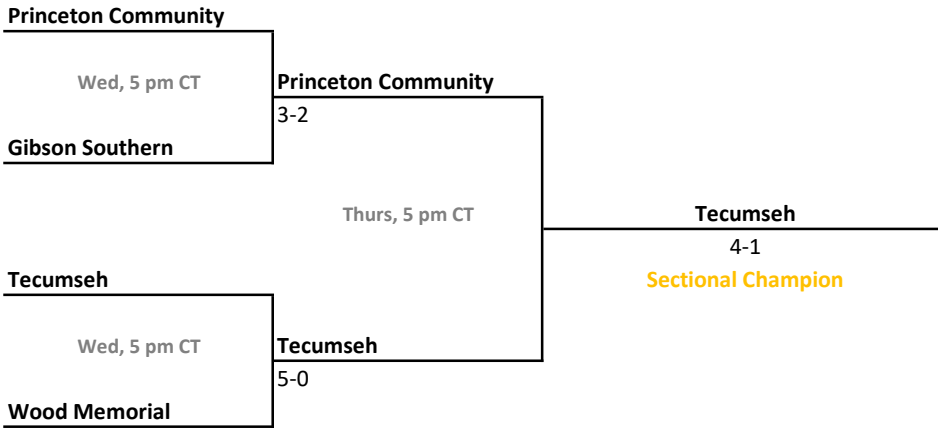 Princeton Community
Wed, 5 pm CT
Princeton Community
3-2
Gibson Southern
Thurs, 5 pm CT
Tecumseh
4-1
Sectional Champion
Tecumseh
Wed, 5 pm CT
Tecumseh
5-0
Wood Memorial